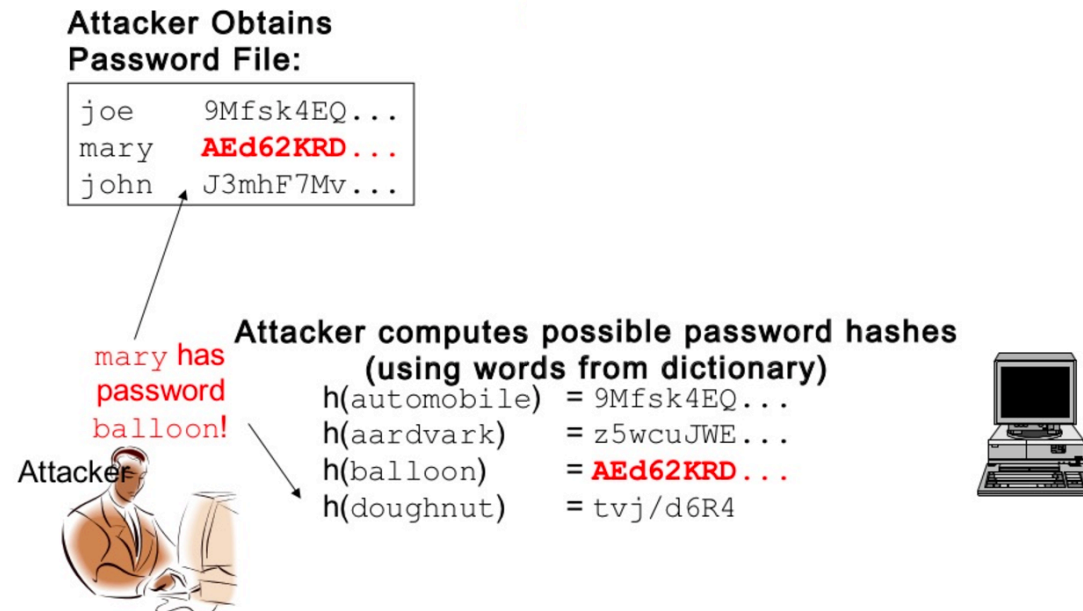 Attacker Obtains
Password File:
joe 9Mfsk4EQ...
mary AEd62KRD...
john J3mhF7Mv...
Attacker computes possible password hashes
(using words from dictionary)
mary has
password
balloon!
h(automobile) = 9Mfsk4EQ...
h(aardvark) = z5wcuJWE...
h(balloon) = AEd62KRD...
h(doughnut) = tvj/d6R4
Attacker